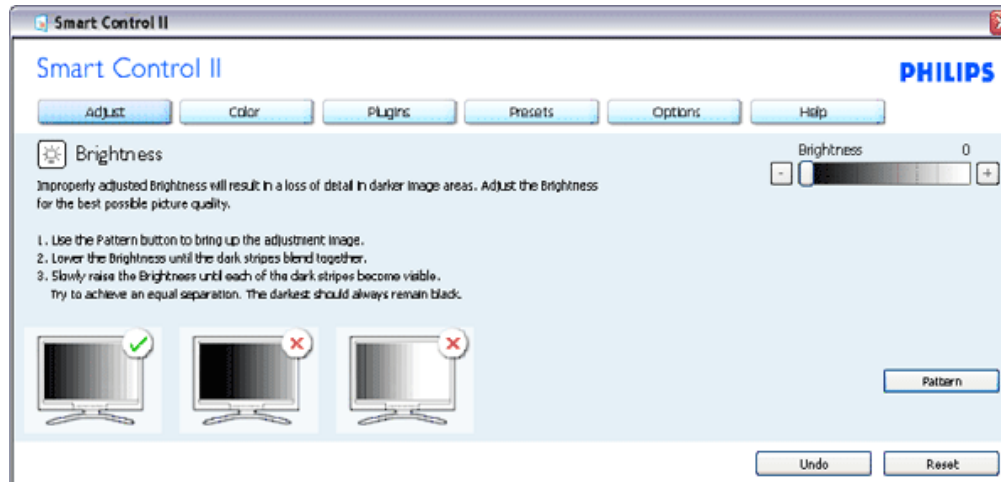 Smart Control II
Smart Control II
PHILIPS
Adjust Color Plugins Presets Options Help
Brightness
Brightness 0
- +
Improperly adjusted Brightness will result in a loss of detail in darker image areas. Adjust the Brightness
for the best possible picture quality.
1. Use the Pattern button to bring up the adjustment image.
2. Lower the Brightness until the dark stripes blend together.
3. Slowly raise the Brightness until each of the dark stripes become visible.
Try to achieve an equal separation. The darkest should always remain black.
Pattern
Undo Reset